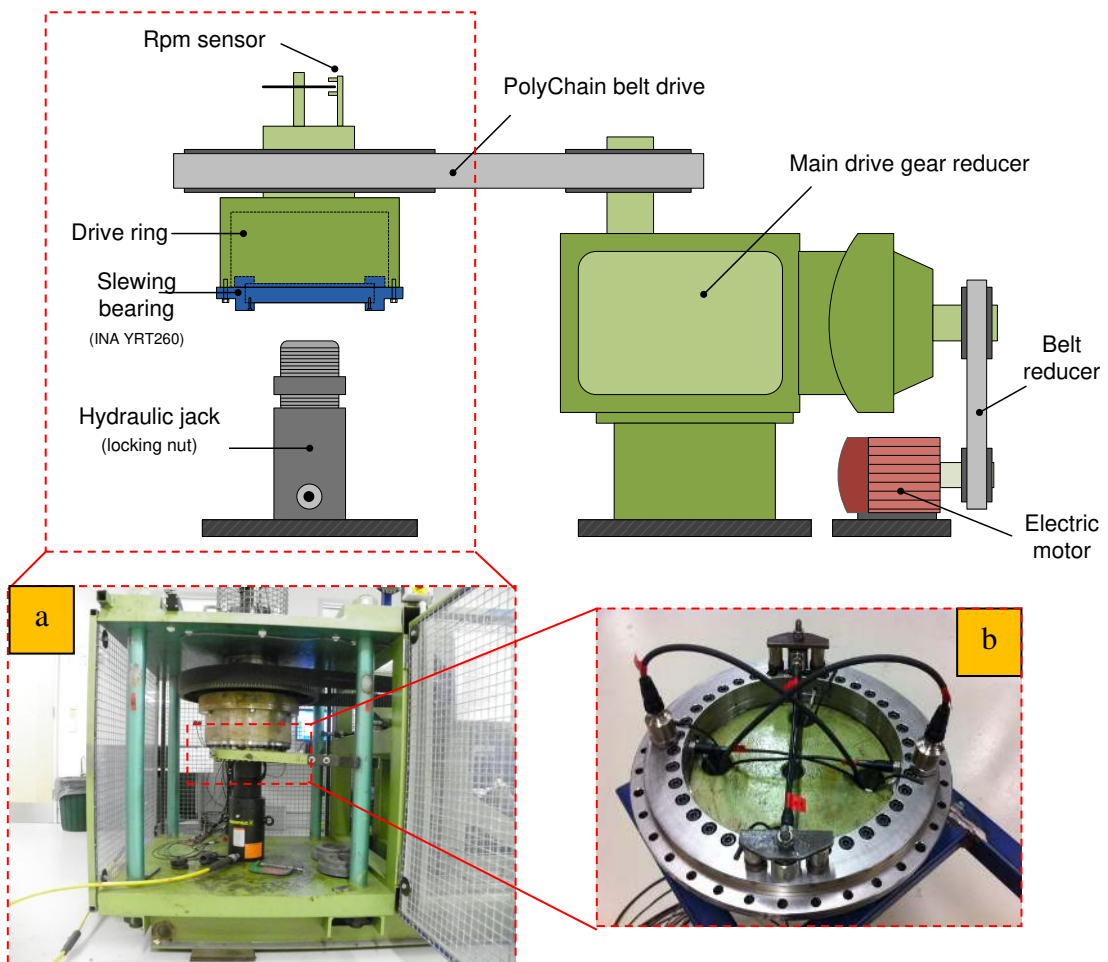 Rpm sensor
PolyChain belt drive
Main drive gear reducer
Drive ring
Slewing
bearing
(INA YRT260)
Belt
reducer
Hydraulic jack
(locking nut)
Electric
motor
a
b